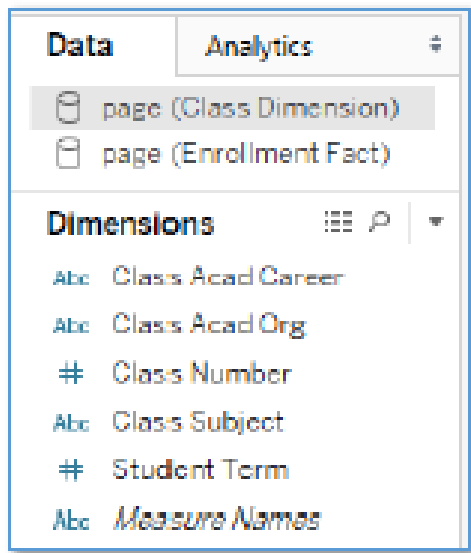 Data Analytics
page (Class Dimension)
page (Enrollment Fact)
Dimensions
Abc Class Acad Career
Abc Class Acad Org
# Class Number
Abc Class Subject
# Student Term
Abc Measure Names